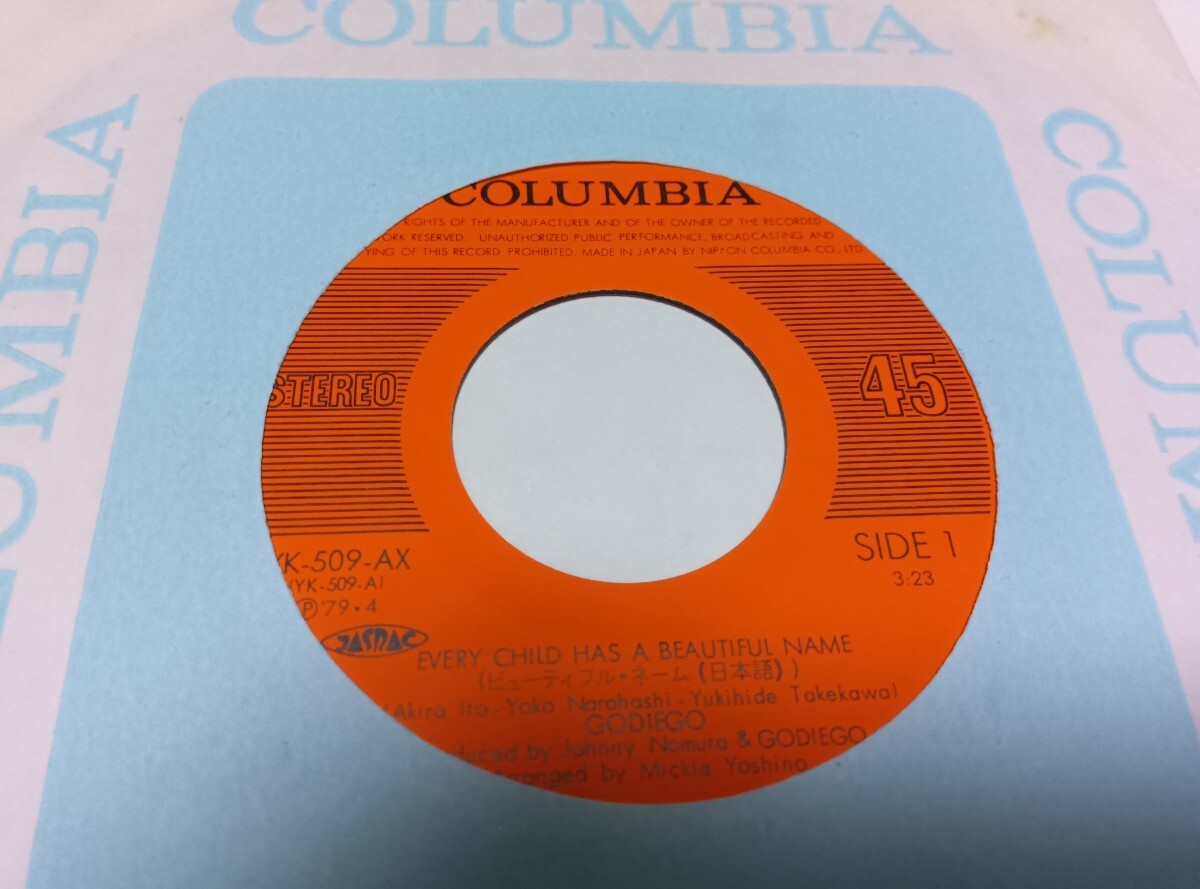 COLUMBIA
COLUMBIA
COLUMBIA
RIGHTS OF THE MANUFACTURER AND OF THE OWNER OF THE RECORDED
ORK RESERVED. UNAUTHORIZED PUBLIC PERFORMANCE, BROADCASTING AND
YING OF THIS RECORD PROHIBITED. MADE IN JAPAN BY NIPPON COLUMBIA CO., LTD.
STEREO
45
YK-509-AX
YK-509-A1
Ⓟ'79・4
SIDE 1
3:23
JASRAC
EVERY CHILD HAS A BEAUTIFUL NAME
(ビューティフル・ネーム(日本語))
(Akira Ito-Yoko Narahashi-Yukihide Takekawa)
GODIEGO
duced by Johnny Nomura & GODIEGO
Arranged by Mickie Yoshino